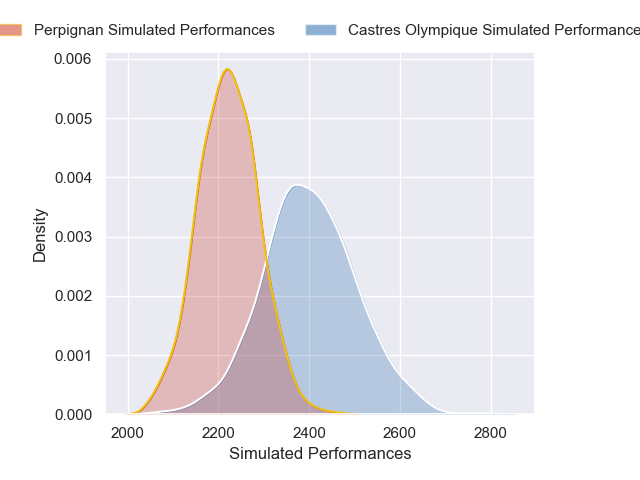 Perpignan Simulated Performances
Castres Olympique Simulated Performance
0.006
0.005
0.004
0.003
0.002
0.001
0.000
Density
2000 2200 2400 2600 2800
Simulated Performances